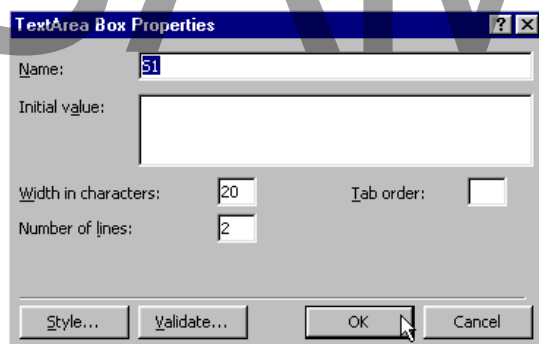 TextArea Box Properties
Name: S1
Initial value:
Width in characters: 20 Tab order:
Number of lines: 2
Style... Validate... OK Cancel